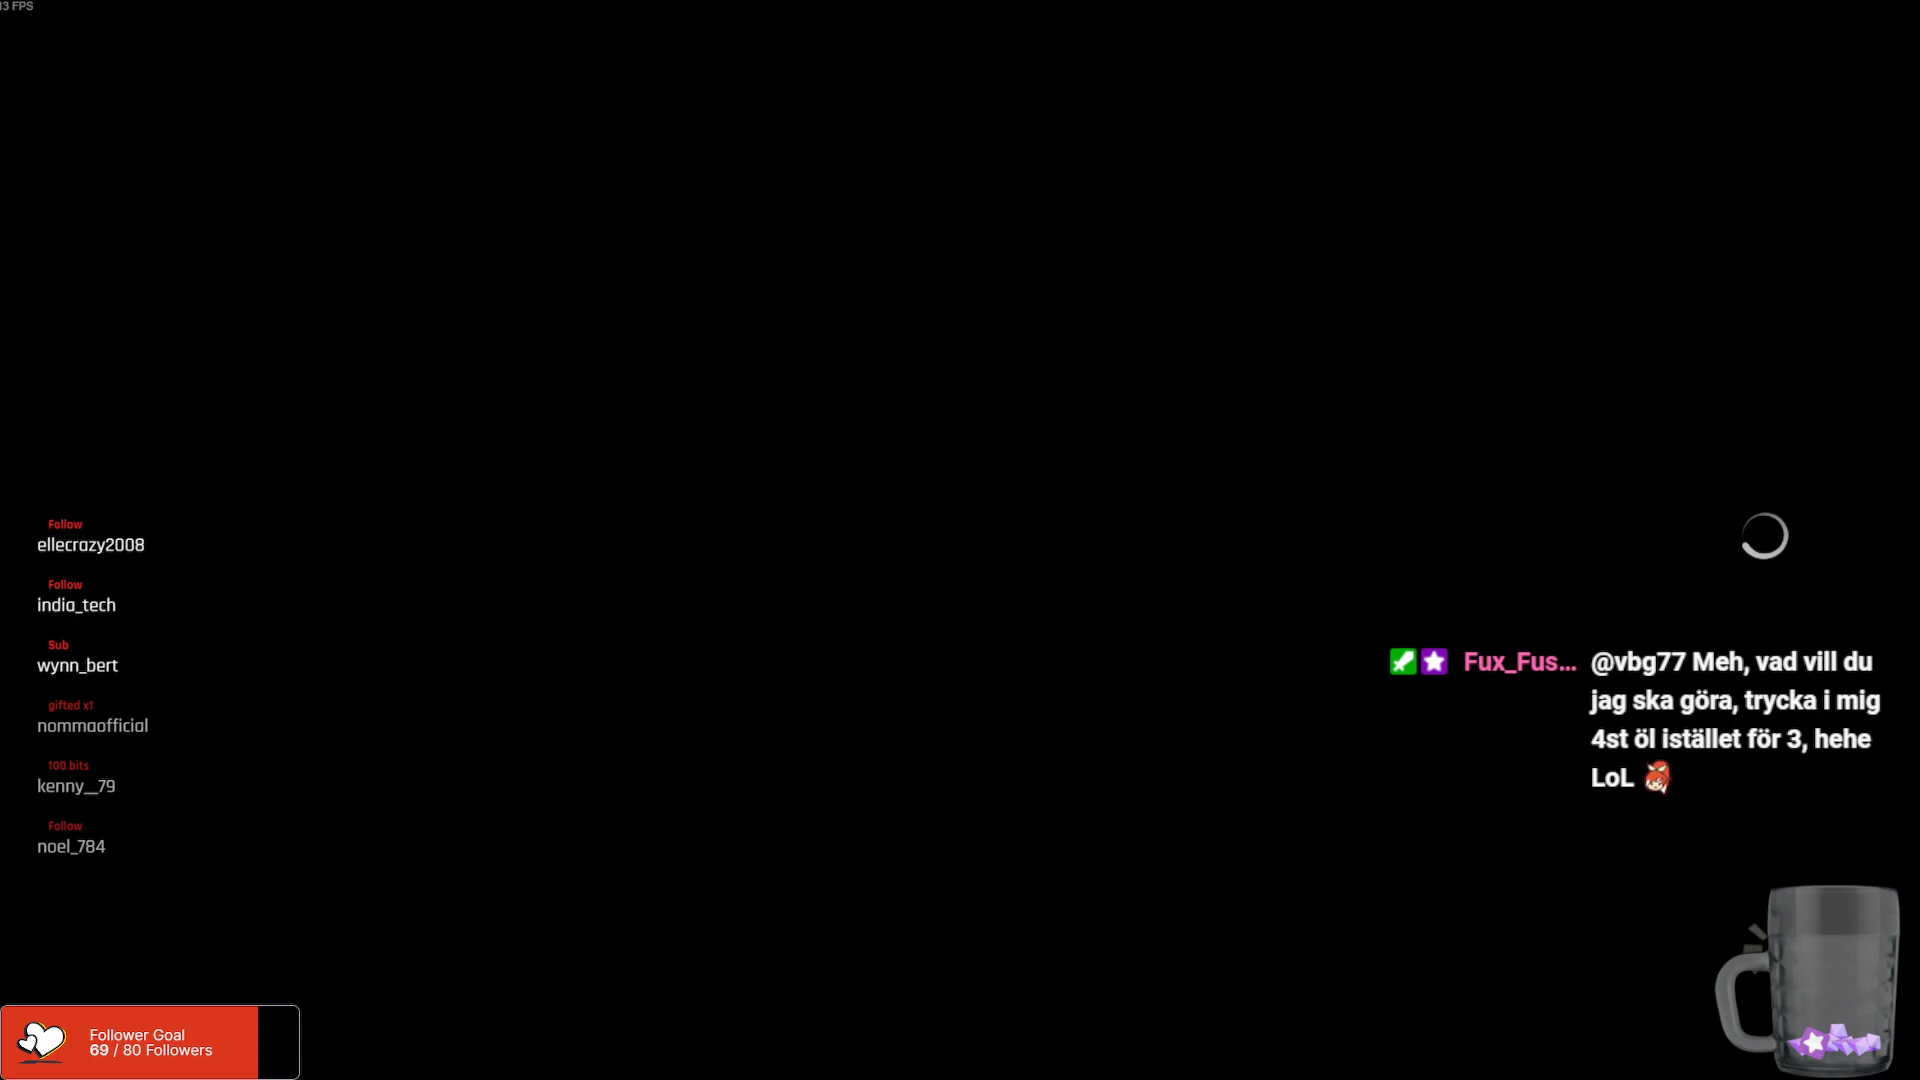 13 FPS
Follow
ellecrazy2008
Follow
india_tech
Sub
wynn_bert
gifted x1
nommaofficial
100 bits
kenny__79
Follow
noel_784
Fux_Fus... @vbg77 Meh, vad vill du
jag ska göra, trycka i mig
4st öl istället för 3, hehe
LoL
Follower Goal
69 / 80 Followers